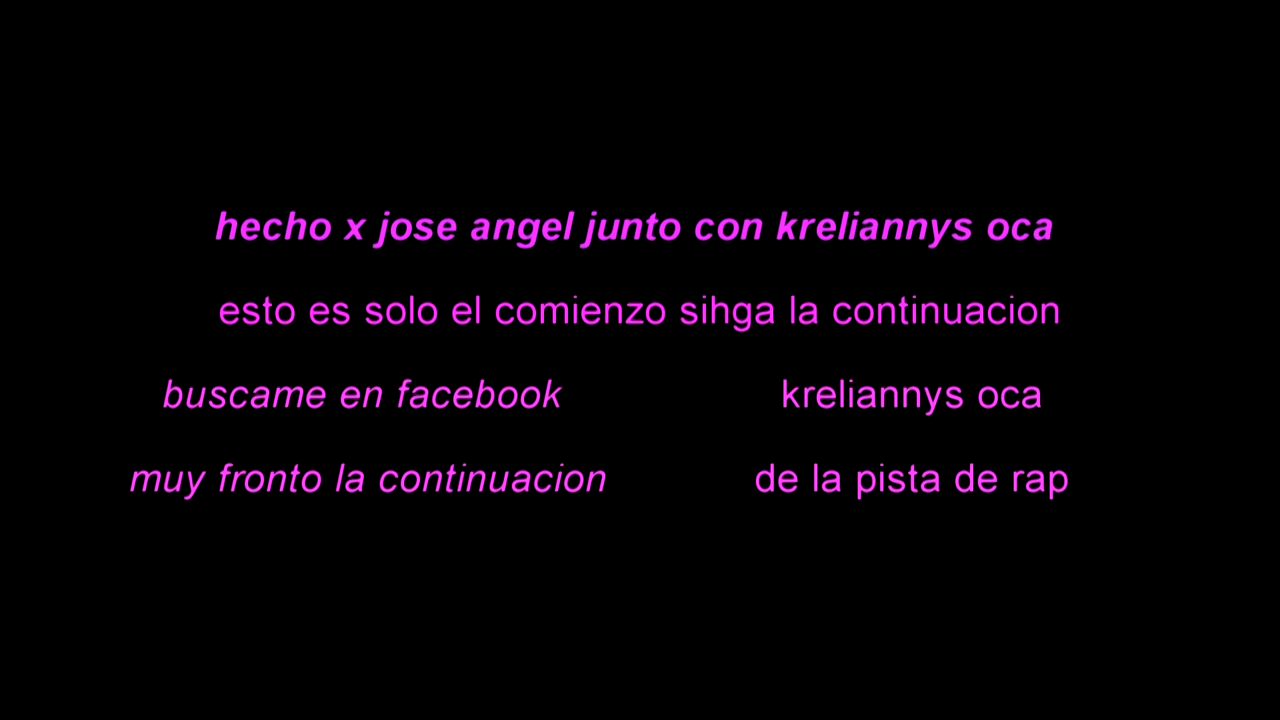 hecho x jose angel junto con kreliannys oca
esto es solo el comienzo sihga la continuacion
buscame en facebook kreliannys oca
muy fronto la continuacion de la pista de rap